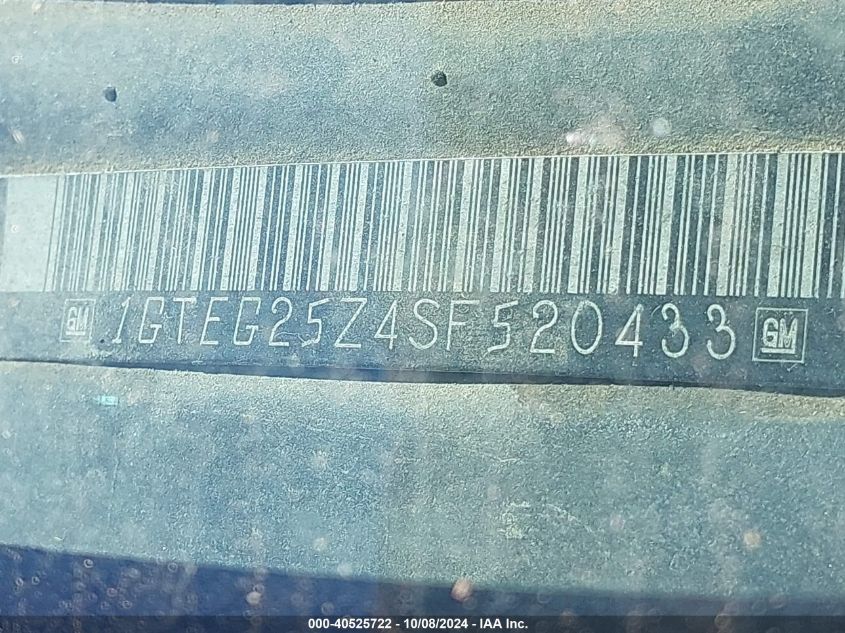 GM 1GTEG25Z4SF520433 GM
000-40525722 - 10/08/2024 - IAA Inc.